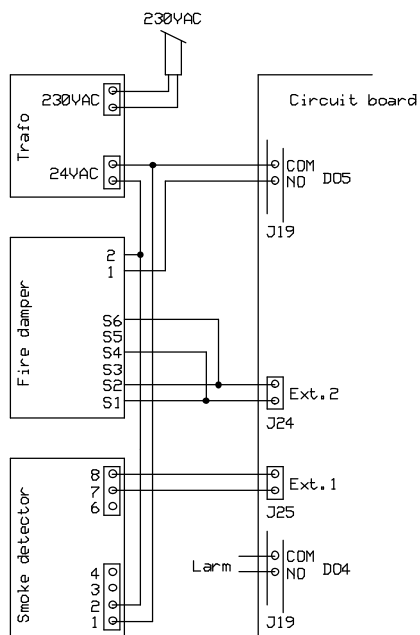 230VAC
Trafo
230VAC
24VAC
Circuit board
COM
NO
DO5
J19
Fire damper
2
1
S6
S5
S4
S3
S2
S1
Ext.2
J24
Smoke detector
8
7
6
4
3
2
1
Ext.1
J25
Larm
COM
NO
DO4
J19